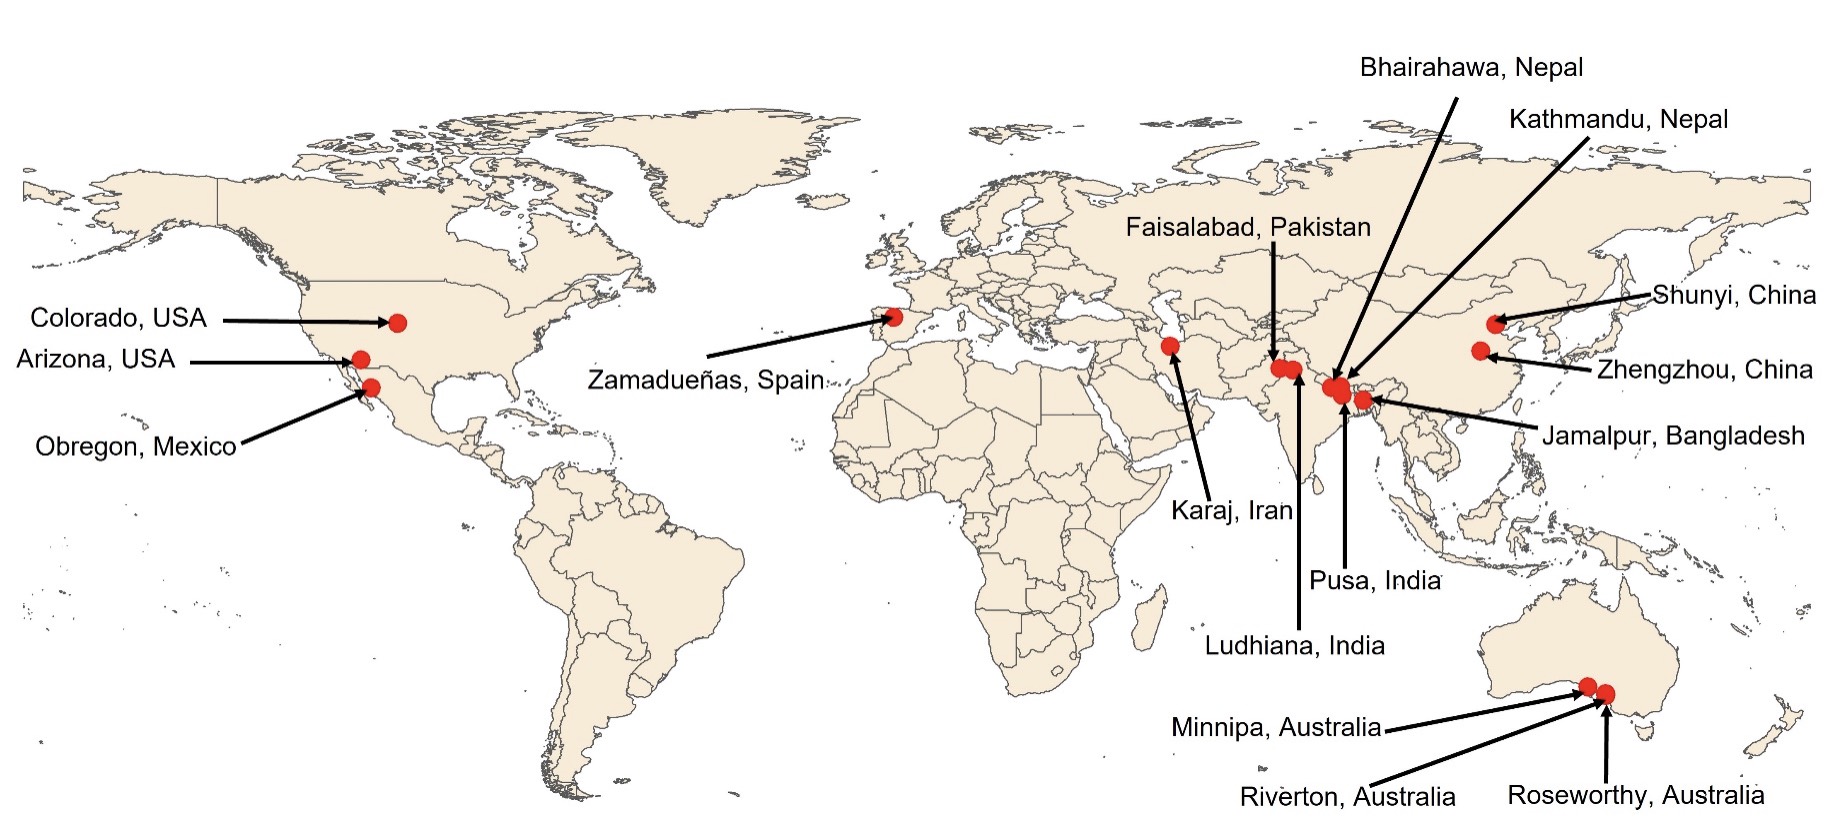 Bhairahawa, Nepal
Kathmandu, Nepal
Faisalabad, Pakistan
Shunyi, China
Colorado, USA
Arizona, USA
Zamadueñas, Spain
Zhengzhou, China
Obregon, Mexico
Jamalpur, Bangladesh
Karaj, Iran
Pusa, India
Ludhiana, India
Minnipa, Australia
Riverton, Australia
Roseworthy, Australia